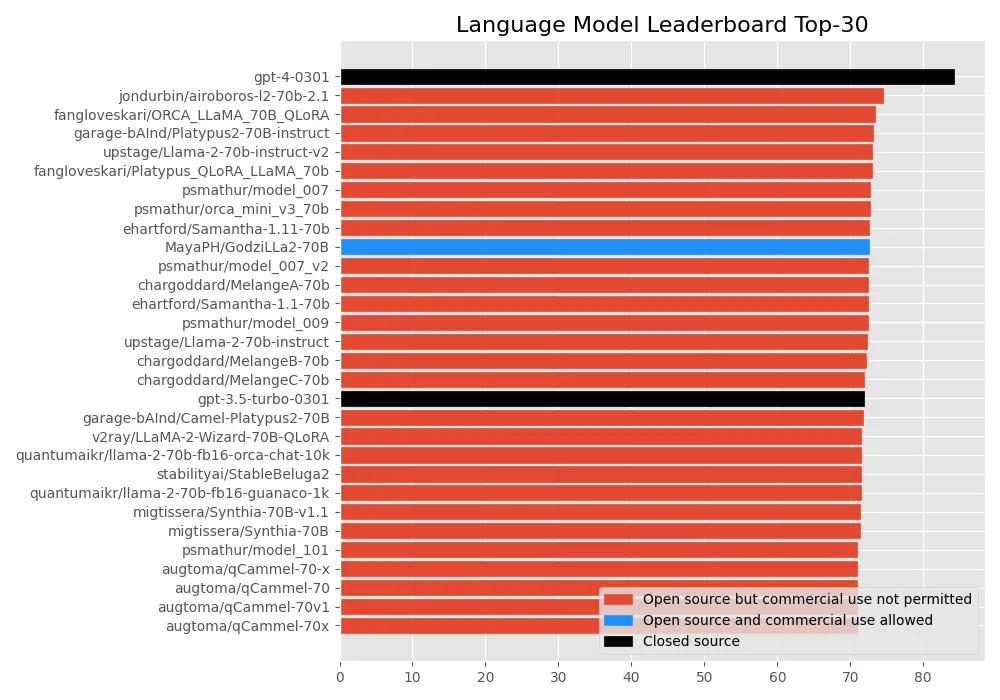 Language Model Leaderboard Top-30
gpt-4-0301
jondurbin/airoboros-l2-70b-2.1
fangloveskari/ORCA_LLaMA_70B_QLoRA
garage-bAInd/Platypus2-70B-instruct
upstage/Llama-2-70b-instruct-v2
fangloveskari/Platypus_QLoRA_LLaMA_70b
psmathur/model_007
psmathur/orca_mini_v3_70b
ehartford/Samantha-1.11-70b
MayaPH/GodziLLa2-70B
psmathur/model_007_v2
chargoddard/MelangeA-70b
ehartford/Samantha-1.1-70b
psmathur/model_009
upstage/Llama-2-70b-instruct
chargoddard/MelangeB-70b
chargoddard/MelangeC-70b
gpt-3.5-turbo-0301
garage-bAInd/Camel-Platypus2-70B
v2ray/LLaMA-2-Wizard-70B-QLoRA
quantumaikr/llama-2-70b-fb16-orca-chat-10k
stabilityai/StableBeluga2
quantumaikr/llama-2-70b-fb16-guanaco-1k
migtissera/Synthia-70B-v1.1
migtissera/Synthia-70B
psmathur/model_101
augtoma/qCammel-70-x
augtoma/qCammel-70
augtoma/qCammel-70v1
augtoma/qCammel-70x
Open source but commercial use not permitted
Open source and commercial use allowed
Closed source
0 10 20 30 40 50 60 70 80